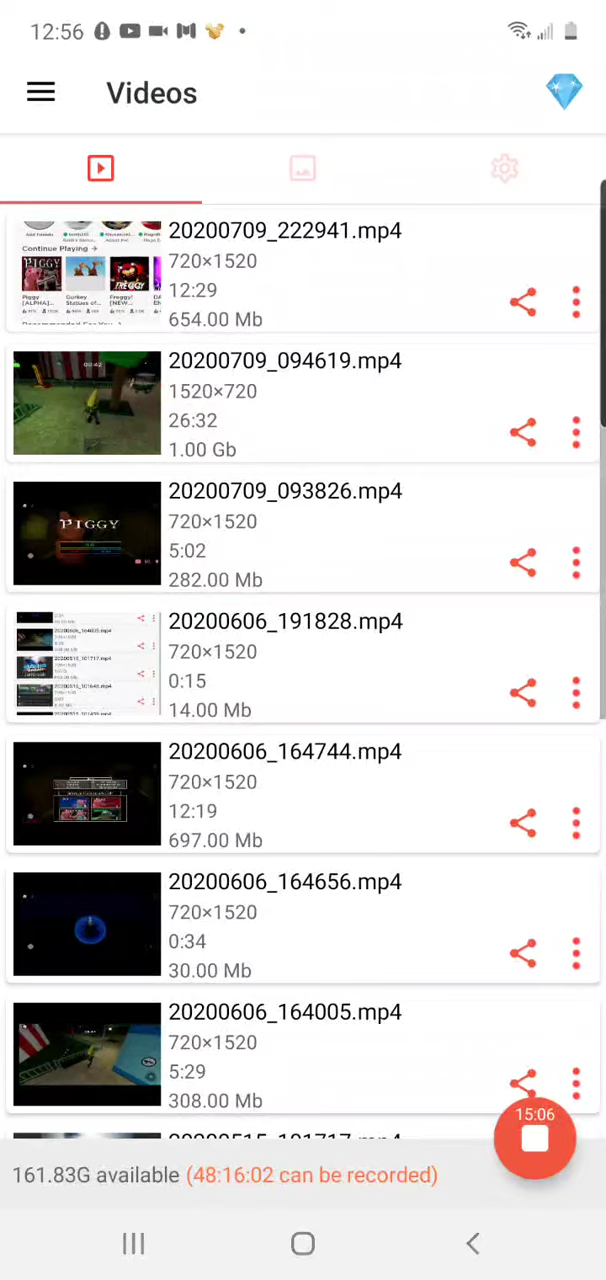 12:56
Videos
Continue Playing
20200709_222941.mp4
720×1520
12:29
654.00 Mb
20200709_094619.mp4
1520×720
26:32
1.00 Gb
PIGGY
20200709_093826.mp4
720×1520
5:02
282.00 Mb
20200606_191828.mp4
720×1520
0:15
14.00 Mb
20200606_164744.mp4
720×1520
12:19
697.00 Mb
20200606_164656.mp4
720×1520
0:34
30.00 Mb
20200606_164005.mp4
720×1520
5:29
308.00 Mb
15:06
161.83G available (48:16:02 can be recorded)